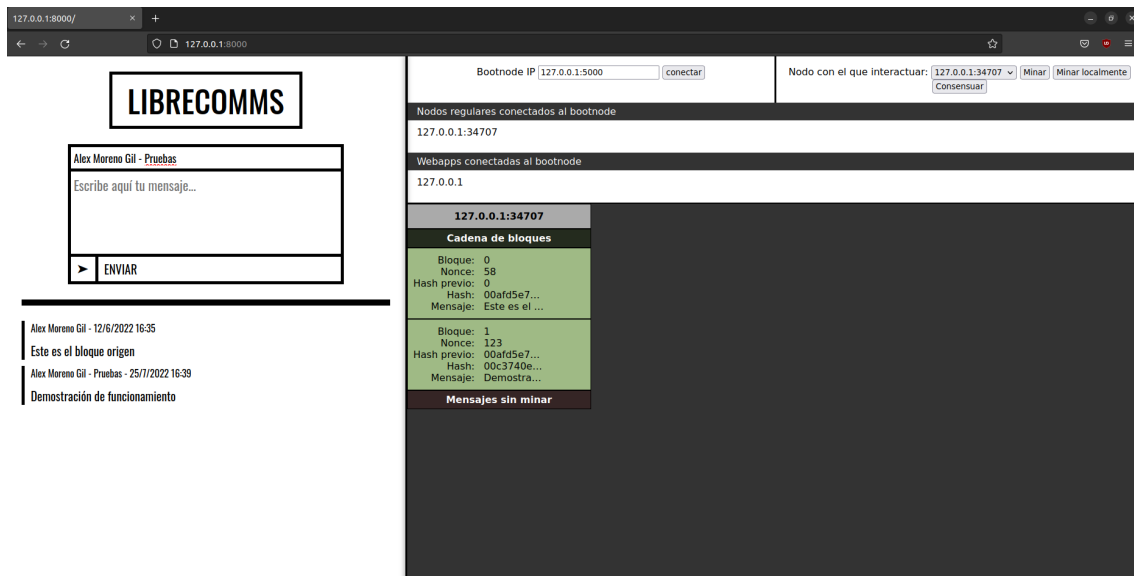 127.0.0.1:8000/
127.0.0.1:8000
LIBRECOMMS
Alex Moreno Gil - Pruebas
Escribe aquí tu mensaje...
ENVIAR
Alex Moreno Gil - 12/6/2022 16:35
Este es el bloque origen
Alex Moreno Gil - Pruebas - 25/7/2022 16:39
Demostración de funcionamiento
Bootnode IP 127.0.0.1:5000 conectar
Nodo con el que interactuar: 127.0.0.1:34707 Minar Minar localmente
Consensuar
Nodos regulares conectados al bootnode
127.0.0.1:34707
Webapps conectadas al bootnode
127.0.0.1
127.0.0.1:34707
Cadena de bloques
Bloque: 0
Nonce: 58
Hash previo: 0
Hash: 00afd5e7...
Mensaje: Este es el ...
Bloque: 1
Nonce: 123
Hash previo: 00afd5e7...
Hash: 00c3740e...
Mensaje: Demostra...
Mensajes sin minar